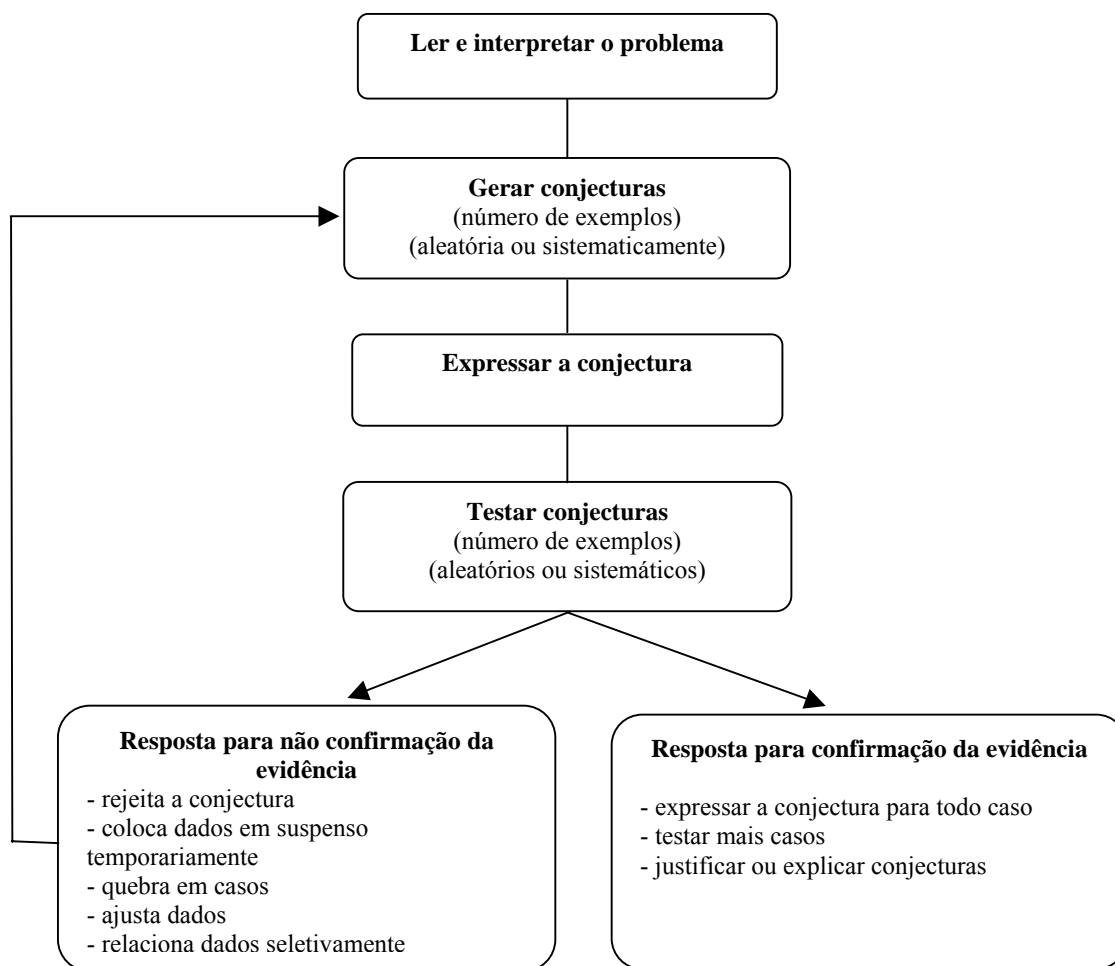 Ler e interpretar o problema
Gerar conjecturas
(número de exemplos)
(aleatória ou sistematicamente)
Expressar a conjectura
Testar conjecturas
(número de exemplos)
(aleatórios ou sistemáticos)
Resposta para não confirmação da
evidência
- rejeita a conjectura
- coloca dados em suspenso
temporariamente
- quebra em casos
- ajusta dados
- relaciona dados seletivamente
Resposta para confirmação da evidência
- expressar a conjectura para todo caso
- testar mais casos
- justificar ou explicar conjecturas